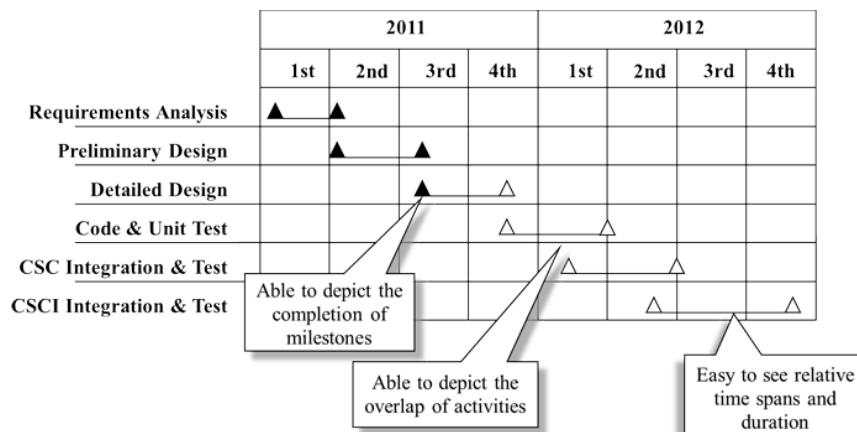 2011 2012
1st 2nd 3rd 4th 1st 2nd 3rd 4th
Requirements Analysis
Preliminary Design
Detailed Design
Code & Unit Test
CSC Integration & Test
CSCI Integration & Test
Able to depict the
completion of
milestones
Able to depict the
overlap of activities
Easy to see relative
time spans and
duration